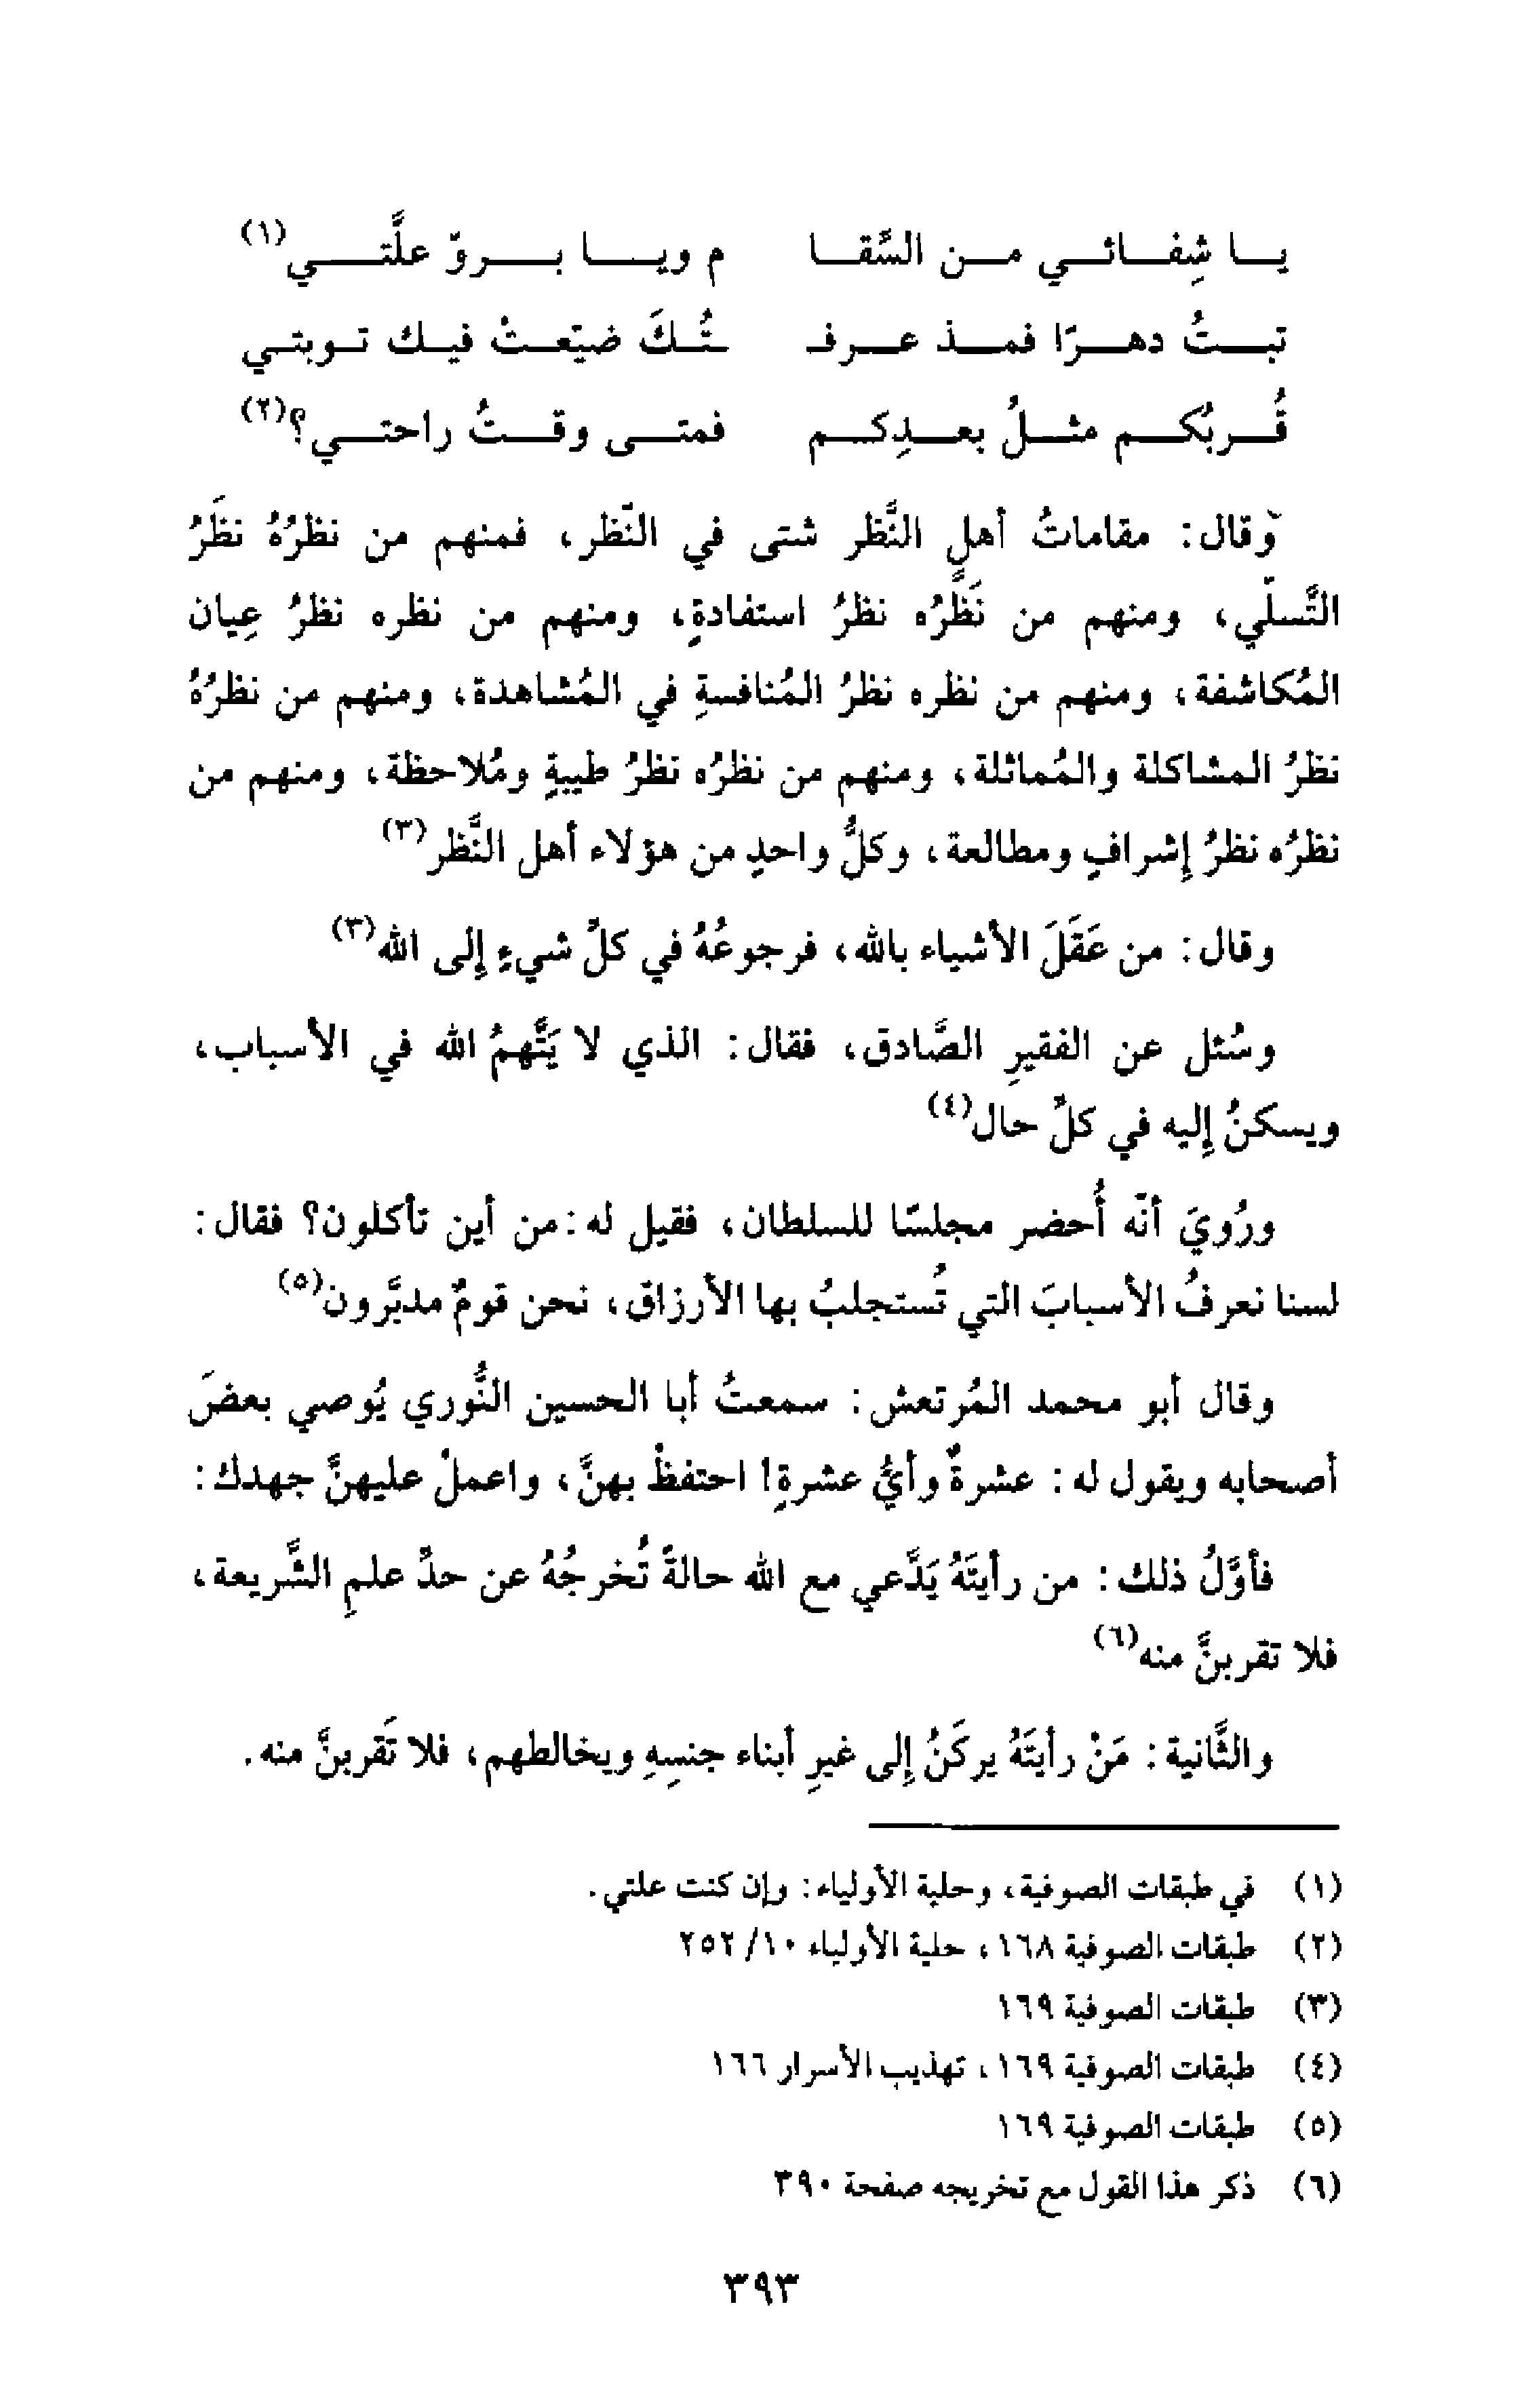 يا شِفائي من السَّقا م ويا بروّ علَّتي(١)
تبتُ دهرًا فمذ عرفـ ـتُكَ ضيّعتْ فيك توبتي
قُربُكم مثلُ بعدِكم فمتى وقتُ راحتي؟(٢)
وقال: مقاماتُ أهلِ النَّظر شتى في النّظر، فمنهم من نظرُهُ نظَرُ
التَّسلّي، ومنهم من نَظَرُه نظرُ استفادةٍ، ومنهم من نظره نظرُ عِيان
المُكاشفة، ومنهم من نظره نظرُ المُنافسةِ في المُشاهدة، ومنهم من نظرُهُ
نظرُ المشاكلة والمُماثلة، ومنهم من نظرُه نظرُ طيبةٍ ومُلاحظة، ومنهم من
نظرُه نظرُ إشرافٍ ومطالعة، وكلُّ واحدٍ من هؤلاء أهل النَّظر(٣)
وقال: من عَقَلَ الأشياء بالله، فرجوعُهُ في كلِّ شيءٍ إلى الله(٣)
وسُئل عن الفقيرِ الصَّادق، فقال: الذي لا يَتَّهمُ الله في الأسباب،
ويسكنُ إليه في كلِّ حال(٤)
ورُويَ أنّه أُحضر مجلسًا للسلطان، فقيل له: من أين تأكلون؟ فقال:
لسنا نعرفُ الأسبابَ التي تُستجلبُ بها الأرزاق، نحن قومٌ مدبَّرون(٥)
وقال أبو محمد المُرتعش: سمعتُ أبا الحسين النُّوري يُوصي بعضَ
أصحابه ويقول له: عشرةٌ وأيُّ عشرةٍ! احتفظْ بهنَّ، واعملْ عليهنَّ جهدك:
فأوَّلُ ذلك: من رأيتَهُ يَدَّعي مع الله حالةً تُخرجُهُ عن حدِّ علمِ الشَّريعة،
فلا تقربنَّ منه(٦)
والثَّانية: مَنْ رأيتَهُ يركَنُ إلى غيرِ أبناء جنسِهِ ويخالطهم، فلا تَقربنَّ منه.
(١) في طبقات الصوفية، وحلية الأولياء: وإن كنت علتي.
(٢) طبقات الصوفية ١٦٨، حلية الأولياء ١٠/ ٢٥٢
(٣) طبقات الصوفية ١٦٩
(٤) طبقات الصوفية ١٦٩، تهذيب الأسرار ١٦٦
(٥) طبقات الصوفية ١٦٩
(٦) ذكر هذا القول مع تخريجه صفحة ٣٩٠
٣٩٣